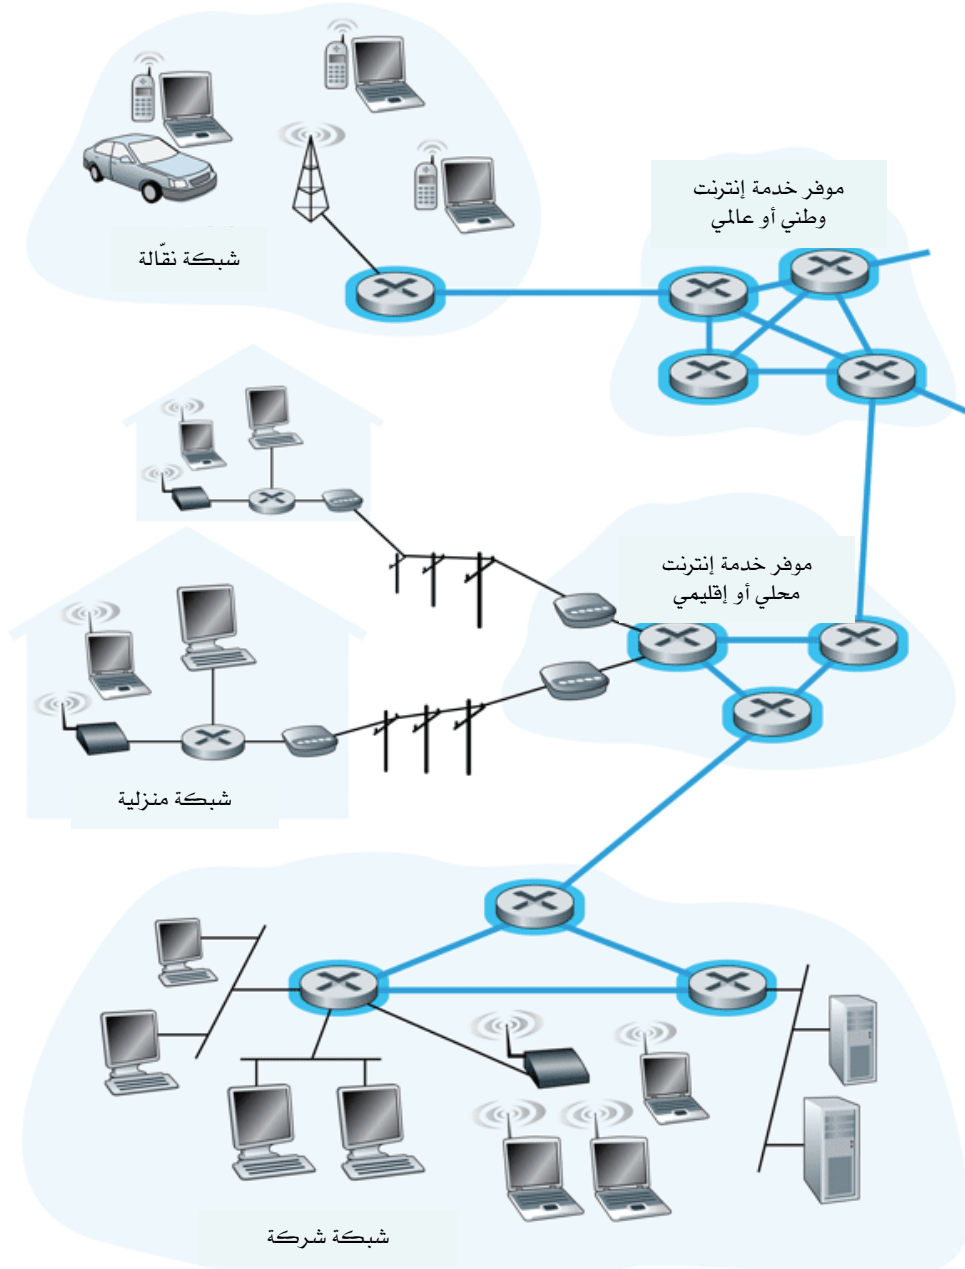 موفر خدمة إنترنت
وطني أو عالمي
شبكة نقّالة
موفر خدمة إنترنت
محلي أو إقليمي
شبكة منزلية
شبكة شركة